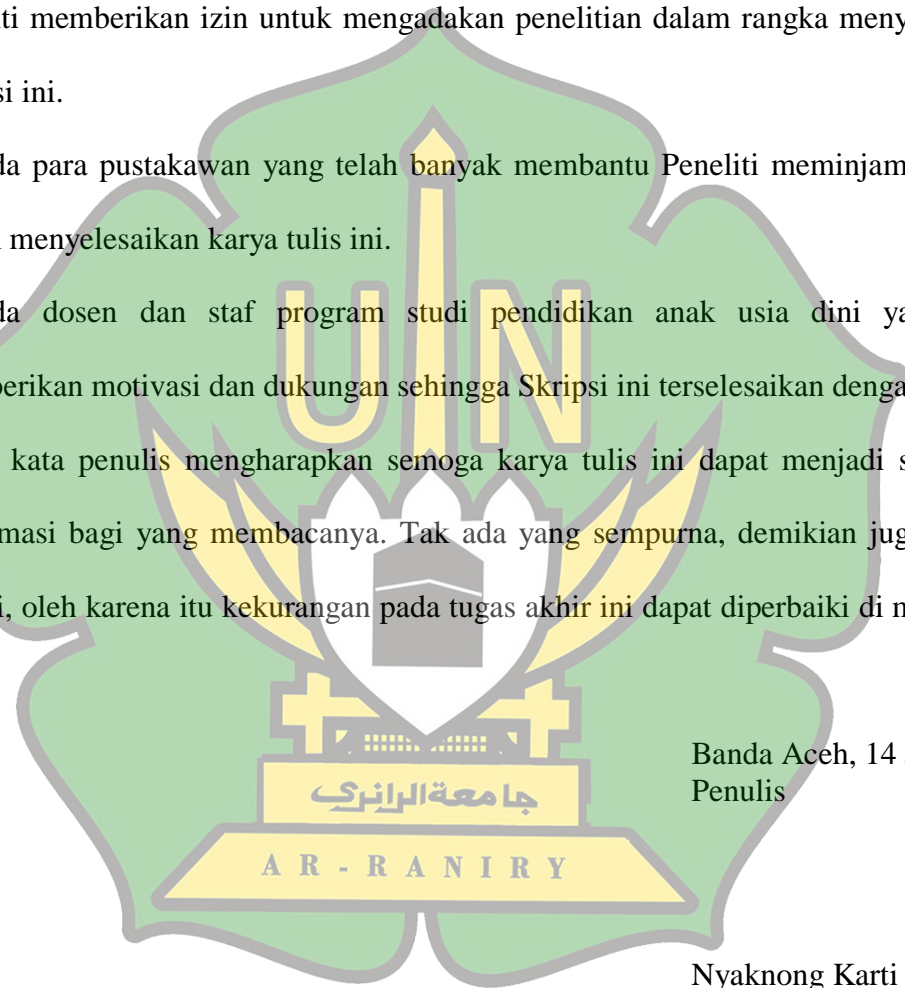 ti memberikan izin untuk mengadakan penelitian dalam rangka meny
si ini.
da para pustakawan yang telah banyak membantu Peneliti meminjam
menyelesaikan karya tulis ini.
da dosen dan staf program studi pendidikan anak usia dini ya
berikan motivasi dan dukungan sehingga Skripsi ini terselesaikan denga
kata penulis mengharapkan semoga karya tulis ini dapat menjadi s
masi bagi yang membacanya. Tak ada yang sempurna, demikian jug
i, oleh karena itu kekurangan pada tugas akhir ini dapat diperbaiki di m
UIN
Banda Aceh, 14
Penulis
جامعة الرانري
AR-RANIRY
Nyaknong Karti